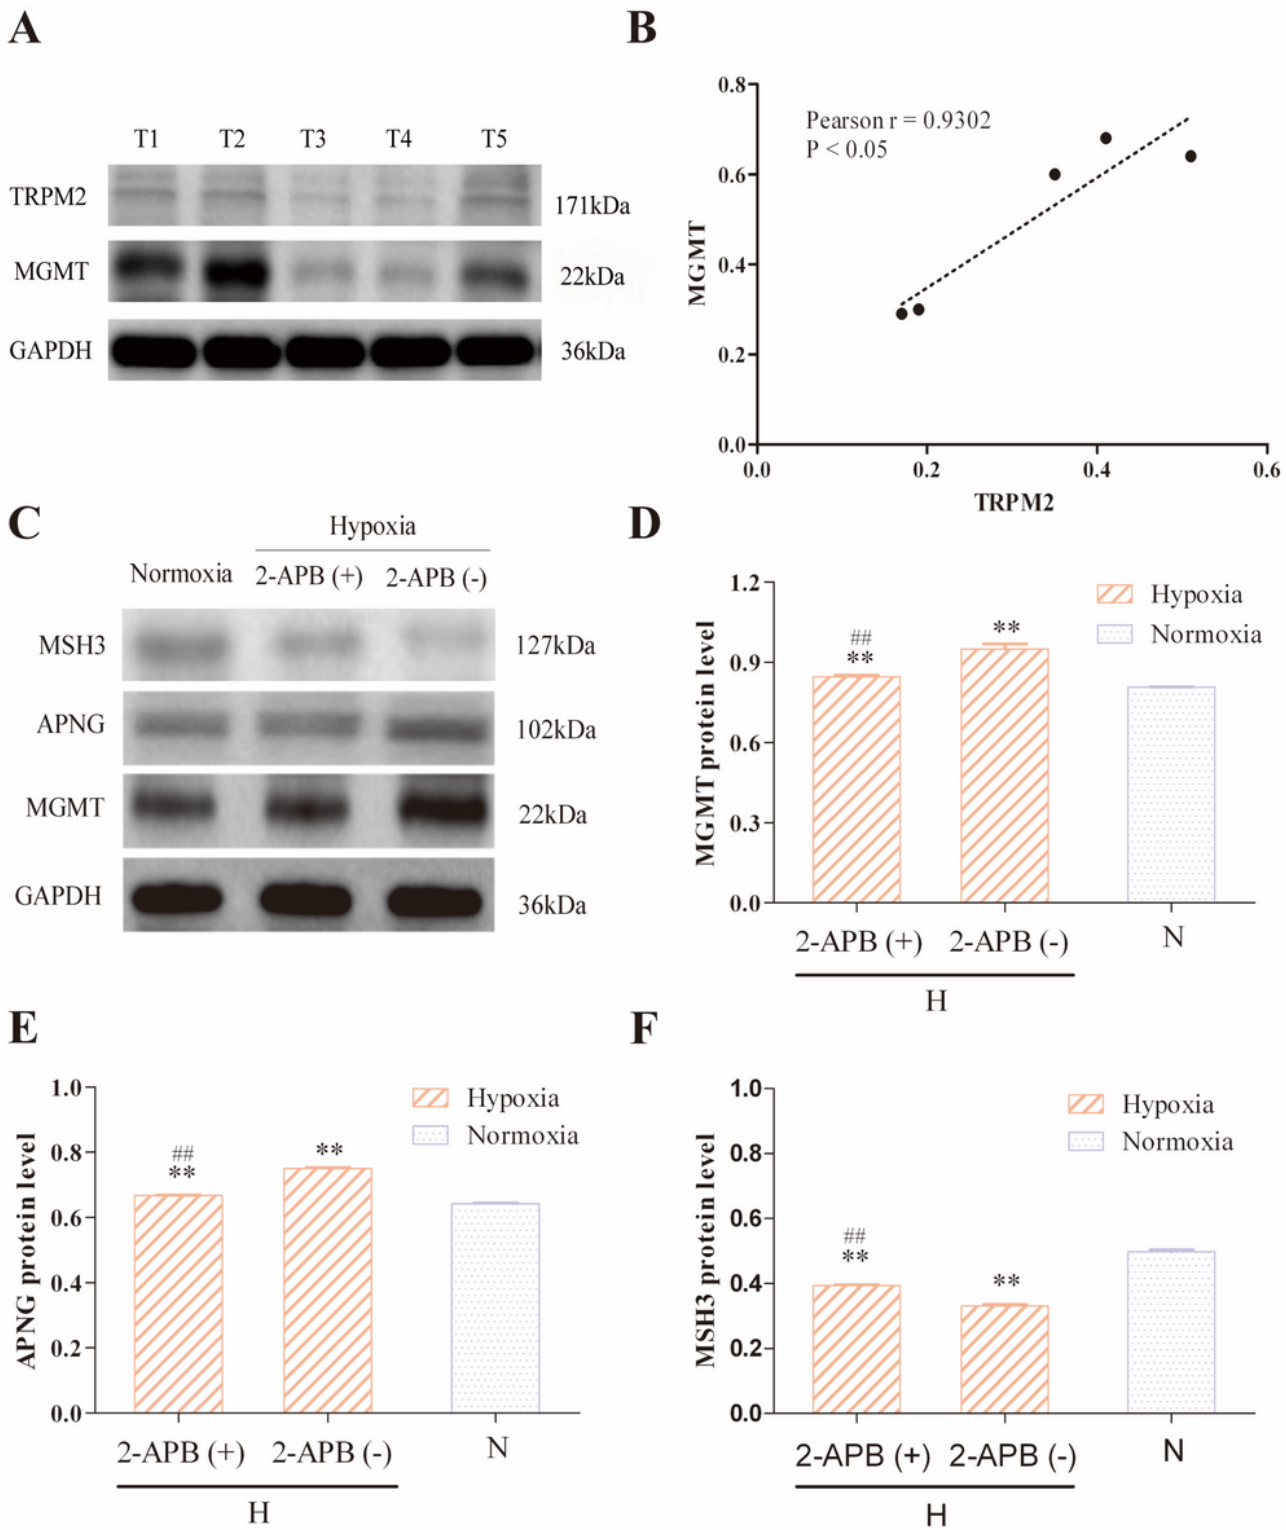 A
T1 T2 T3 T4 T5
TRPM2 171kDa
MGMT 22kDa
GAPDH 36kDa
B
0.8
0.6
0.4
0.2
0.0
Pearson r = 0.9302
P < 0.05
MGMT
0.0 0.2 0.4 0.6
TRPM2
C
Hypoxia
Normoxia 2-APB (+) 2-APB (-)
MSH3 127kDa
APNG 102kDa
MGMT 22kDa
GAPDH 36kDa
D
1.2
0.9
0.6
0.3
0.0
MGMT protein level
Hypoxia
Normoxia
##
**
**
2-APB (+) 2-APB (-) N
H
E
1.0
0.8
0.6
0.4
0.2
0.0
APNG protein level
Hypoxia
Normoxia
##
**
**
2-APB (+) 2-APB (-) N
H
F
1.0
0.8
0.6
0.4
0.2
0.0
MSH3 protein level
Hypoxia
Normoxia
##
**
**
2-APB (+) 2-APB (-) N
H